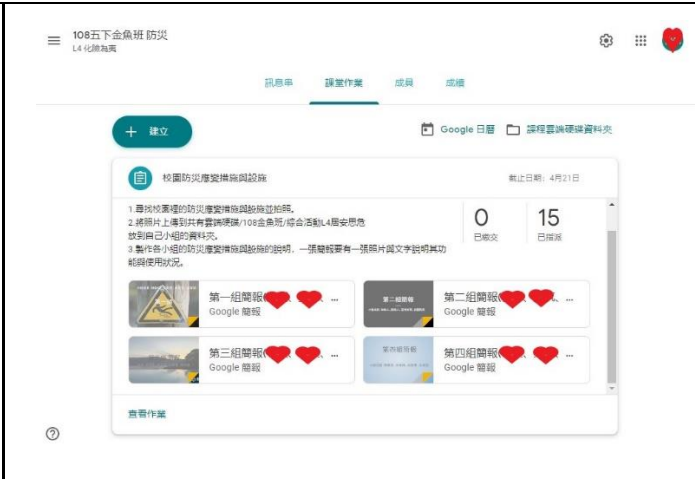 108五下金魚班 防災
L4 化險為夷
訊息串 課堂作業 成員 成績
建立
Google 日曆 課程雲端硬碟資料夾
校園防災應變措施與設施 截止日期：4月21日
1.尋找校園裡的防災應變措施與設施並拍照。
2.將照片上傳到共有雲端硬碟/108金魚班/綜合活動L4居安思危
放到自己小組的資料夾。
3.製作各小組的防災應變措施與設施的說明，一張簡報要有一張照片與文字說明其功
能與使用狀況。
0 15
已繳交 已指派
第一組簡報( 、 、 ...
Google 簡報
第二組簡報
第二組簡報( 、 、 ...
Google 簡報
第三組簡報( 、 、 ...
Google 簡報
第四組簡報
第四組簡報( 、 、 ...
Google 簡報
查看作業